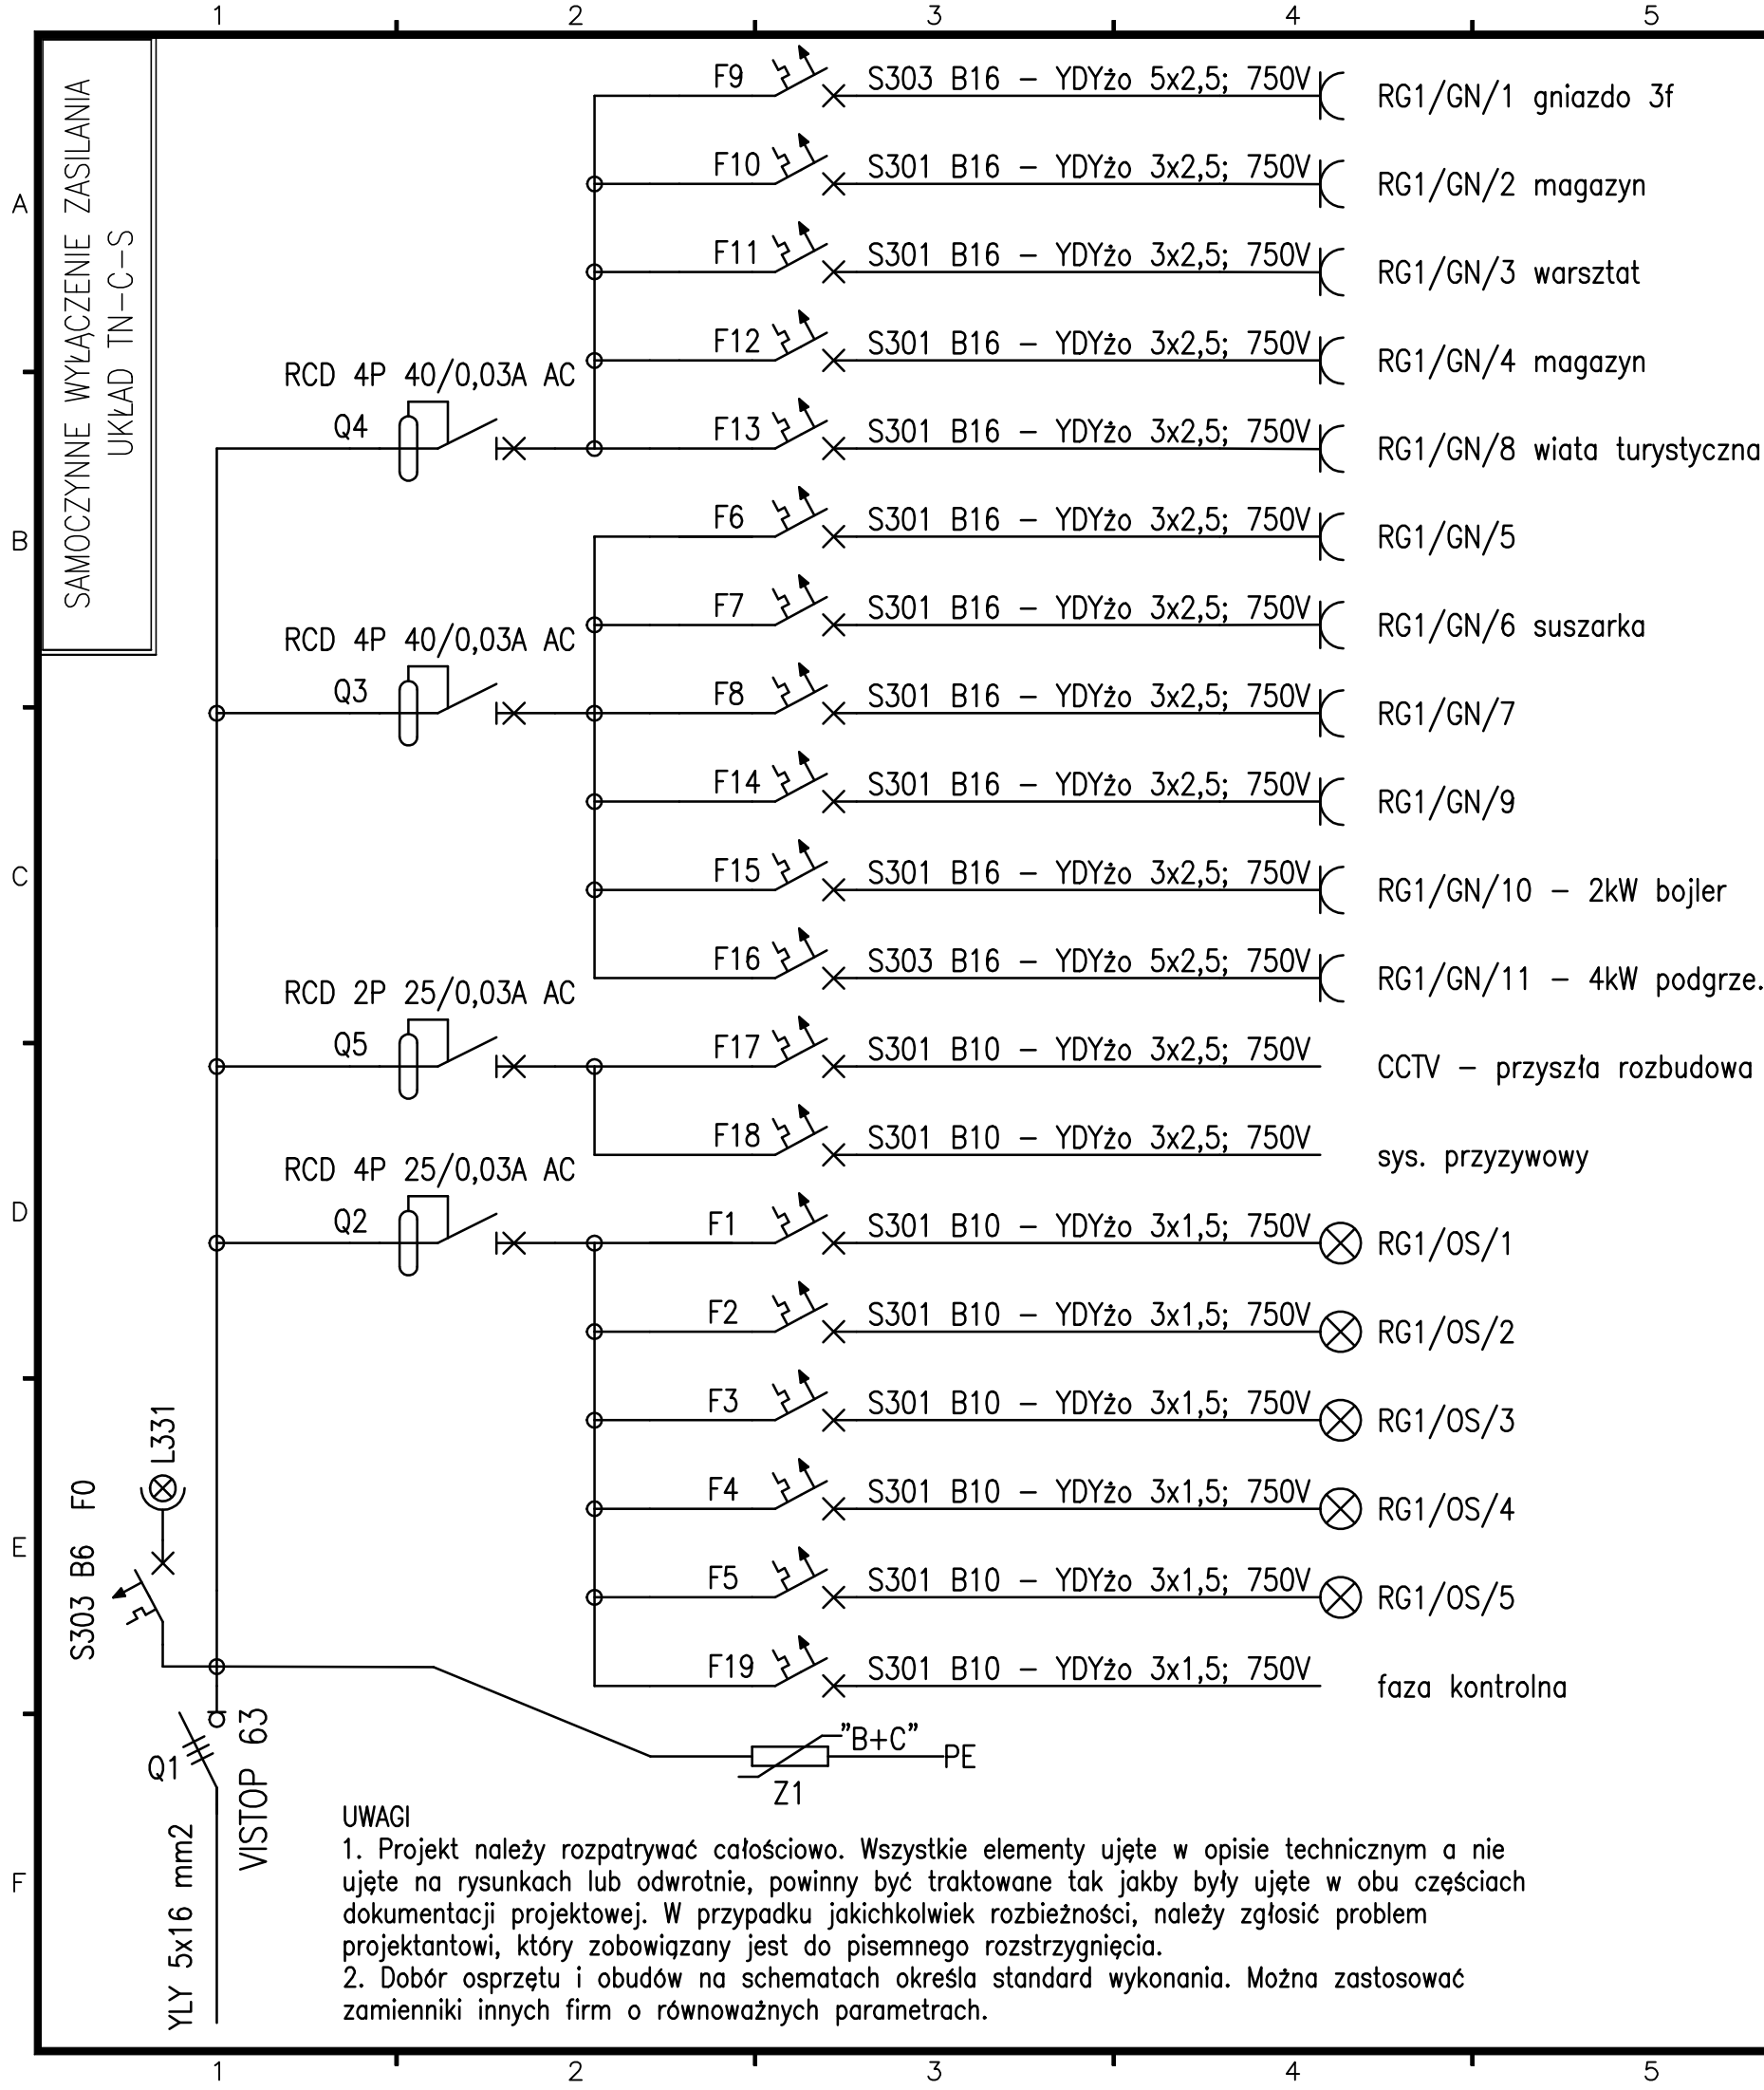 1 2 3 4 5
SAMOCZYNNE WYŁĄCZENIE ZASILANIA
UKŁAD TN-C-S
A
B
C
D
E
F
F9 S303 B16 - YDYżo 5x2,5; 750V RG1/GN/1 gniazdo 3f
F10 S301 B16 - YDYżo 3x2,5; 750V RG1/GN/2 magazyn
F11 S301 B16 - YDYżo 3x2,5; 750V RG1/GN/3 warsztat
F12 S301 B16 - YDYżo 3x2,5; 750V RG1/GN/4 magazyn
RCD 4P 40/0,03A AC
Q4 F13 S301 B16 - YDYżo 3x2,5; 750V RG1/GN/8 wiata turystyczna
F6 S301 B16 - YDYżo 3x2,5; 750V RG1/GN/5
F7 S301 B16 - YDYżo 3x2,5; 750V RG1/GN/6 suszarka
RCD 4P 40/0,03A AC
Q3 F8 S301 B16 - YDYżo 3x2,5; 750V RG1/GN/7
F14 S301 B16 - YDYżo 3x2,5; 750V RG1/GN/9
F15 S301 B16 - YDYżo 3x2,5; 750V RG1/GN/10 - 2kW bojler
F16 S303 B16 - YDYżo 5x2,5; 750V RG1/GN/11 - 4kW podgrze.
RCD 2P 25/0,03A AC
Q5 F17 S301 B10 - YDYżo 3x2,5; 750V CCTV - przyszła rozbudowa
F18 S301 B10 - YDYżo 3x2,5; 750V sys. przyzywowy
RCD 4P 25/0,03A AC
Q2 F1 S301 B10 - YDYżo 3x1,5; 750V RG1/OS/1
F2 S301 B10 - YDYżo 3x1,5; 750V RG1/OS/2
F3 S301 B10 - YDYżo 3x1,5; 750V RG1/OS/3
F4 S301 B10 - YDYżo 3x1,5; 750V RG1/OS/4
F5 S301 B10 - YDYżo 3x1,5; 750V RG1/OS/5
F19 S301 B10 - YDYżo 3x1,5; 750V faza kontrolna
L331
S303 B6 F0
Q1
VISTOP 63
YLY 5x16 mm2
"B+C"
PE
Z1
UWAGI
1. Projekt należy rozpatrywać całościowo. Wszystkie elementy ujęte w opisie technicznym a nie
ujęte na rysunkach lub odwrotnie, powinny być traktowane tak jakby były ujęte w obu częściach
dokumentacji projektowej. W przypadku jakichkolwiek rozbieżności, należy zgłosić problem
projektantowi, który zobowiązany jest do pisemnego rozstrzygnięcia.
2. Dobór osprzętu i obudów na schematach określa standard wykonania. Można zastosować
zamienniki innych firm o równoważnych parametrach.
1 2 3 4 5